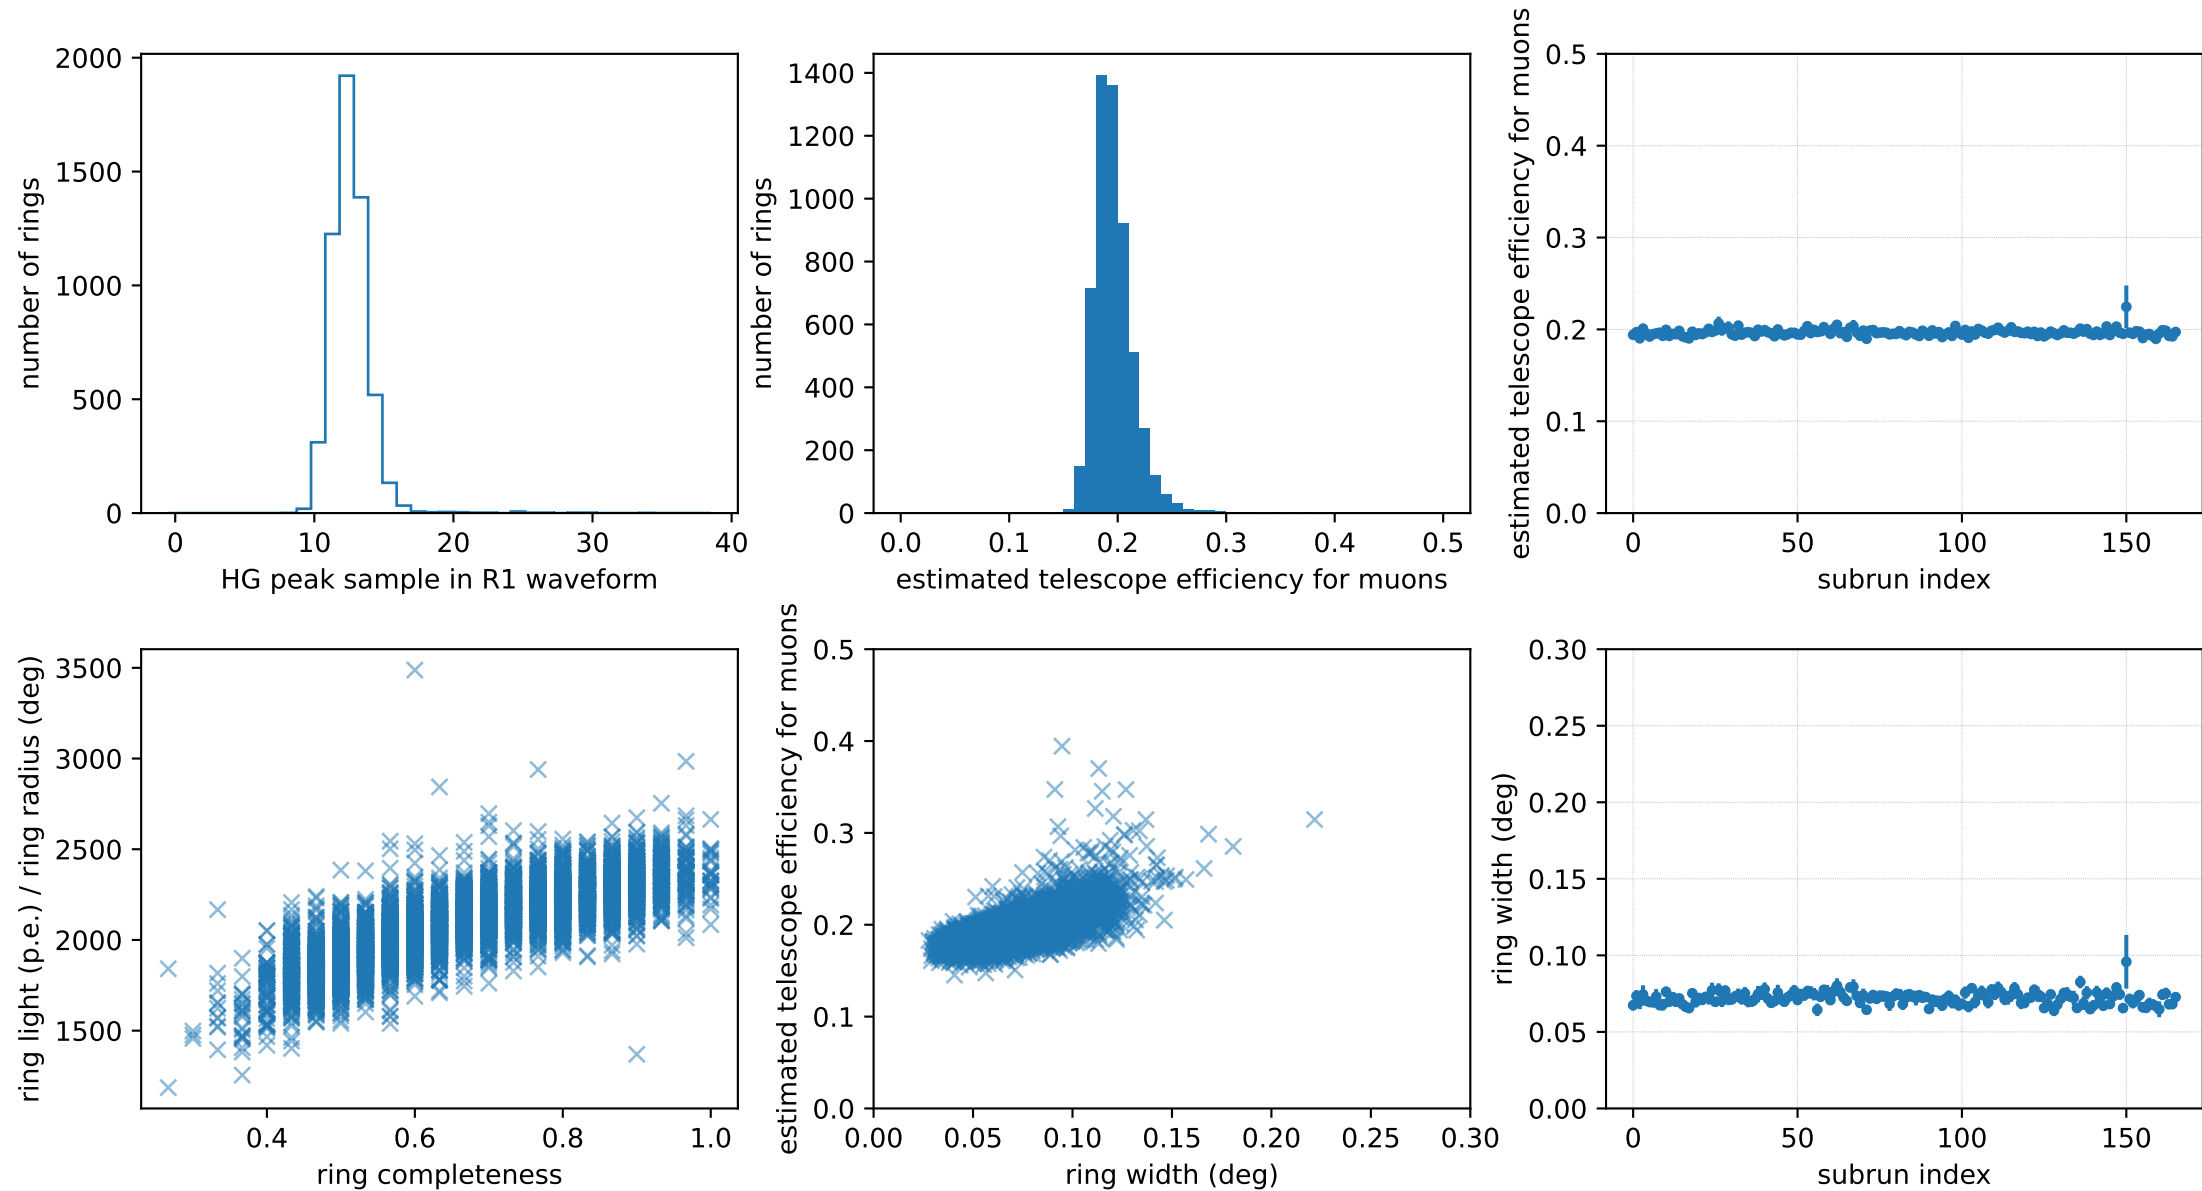 2000
1500
1000
500
0
number of rings
0 10 20 30 40
HG peak sample in R1 waveform
1400
1200
1000
800
600
400
200
0
number of rings
0.0 0.1 0.2 0.3 0.4 0.5
estimated telescope efficiency for muons
0.5
0.4
0.3
0.2
0.1
0.0
estimated telescope efficiency for muons
0 50 100 150
subrun index
3500
3000
2500
2000
1500
ring light (p.e.) / ring radius (deg)
0.4 0.6 0.8 1.0
ring completeness
0.5
0.4
0.3
0.2
0.1
0.0
estimated telescope efficiency for muons
0.00 0.05 0.10 0.15 0.20 0.25 0.30
ring width (deg)
0.30
0.25
0.20
0.15
0.10
0.05
0.00
ring width (deg)
0 50 100 150
subrun index